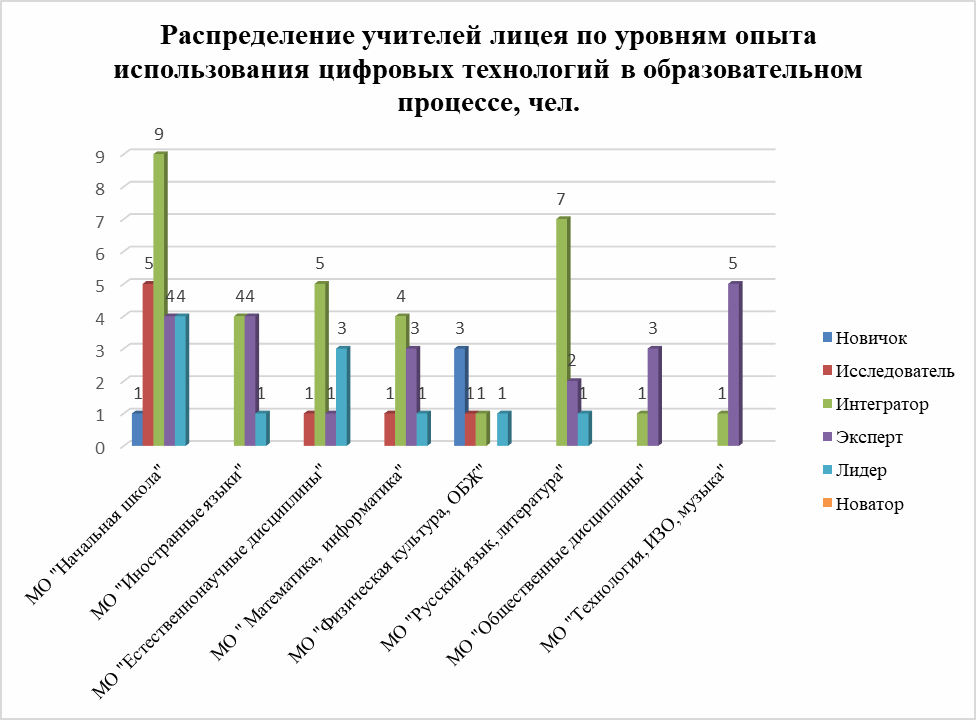 Распределение учителей лицея по уровням опыта
использования цифровых технологий в образовательном
процессе, чел.
9
8
7
6
5
4
3
2
1
0
1
5
9
4
4
4
4
1
1
5
1
3
1
4
3
1
3
1
1
1
7
2
1
1
3
1
5
МО "Начальная школа"
МО "Иностранные языки"
МО "Естественнонаучные дисциплины"
МО " Математика, информатика"
МО "Физическая культура, ОБЖ"
МО "Русский язык, литература"
МО "Общественные дисциплины"
МО "Технология, ИЗО, музыка"
Новичок
Исследователь
Интегратор
Эксперт
Лидер
Новатор